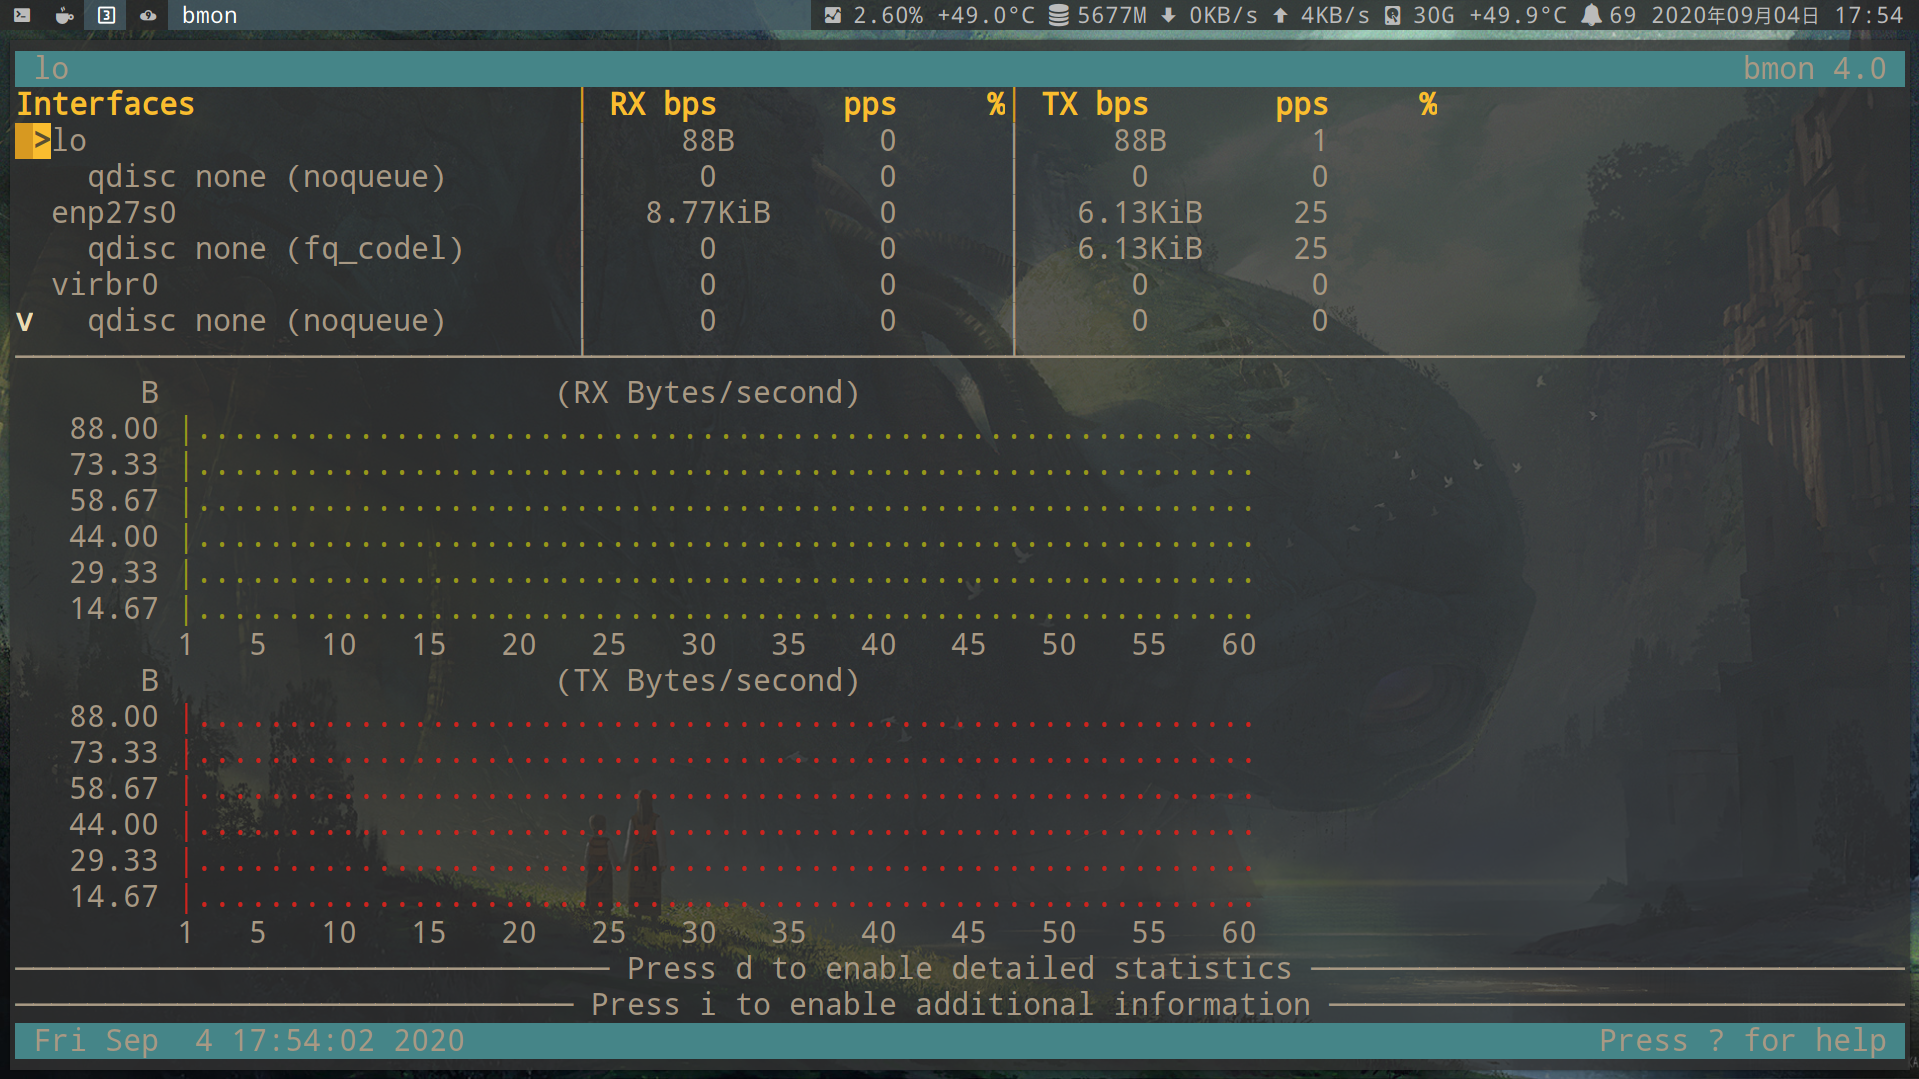 3 bmon 2.60% +49.0°C 5677M 0KB/s 4KB/s 30G +49.9°C 69 2020年09月04日 17:54
lo bmon 4.0
Interfaces RX bps pps % TX bps pps %
>lo 88B 0 88B 1
qdisc none (noqueue) 0 0 0 0
enp27s0 8.77KiB 0 6.13KiB 25
qdisc none (fq_codel) 0 0 6.13KiB 25
virbr0 0 0 0 0
v qdisc none (noqueue) 0 0 0 0
B (RX Bytes/second)
88.00
73.33
58.67
44.00
29.33
14.67
1 5 10 15 20 25 30 35 40 45 50 55 60
B (TX Bytes/second)
88.00
73.33
58.67
44.00
29.33
14.67
1 5 10 15 20 25 30 35 40 45 50 55 60
Press d to enable detailed statistics
Press i to enable additional information
Fri Sep  4 17:54:02 2020 Press ? for help